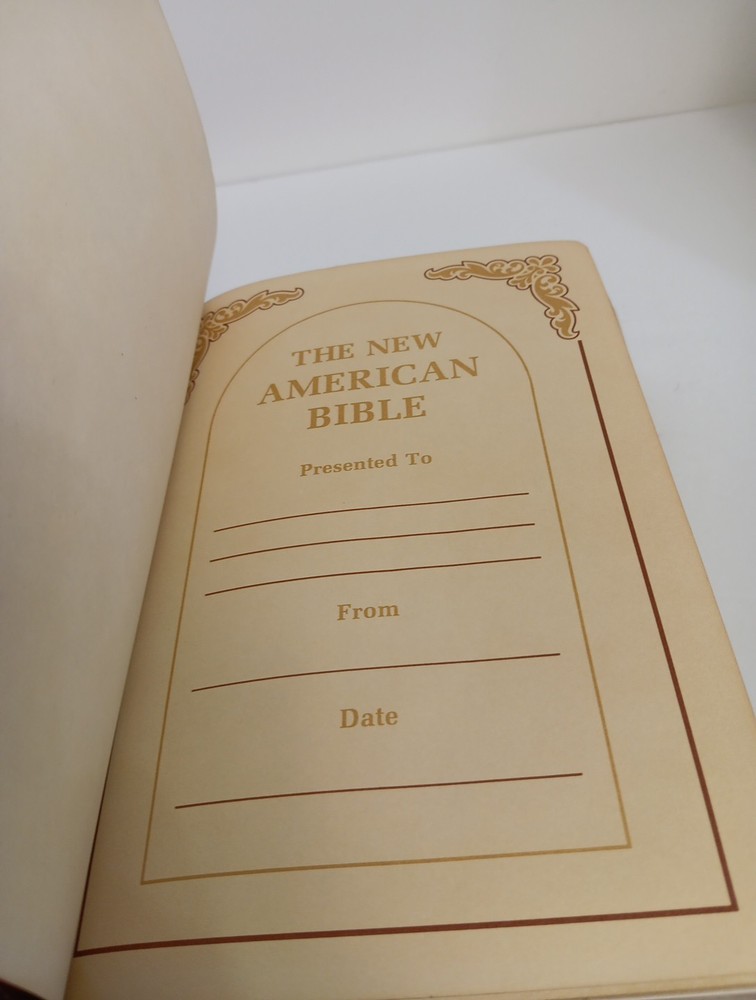 THE NEW
AMERICAN
BIBLE
Presented To
From
Date